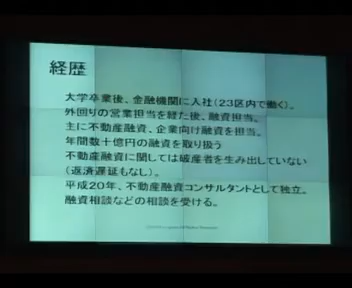 経歴
大学卒業後、金融機関に入社（23区内で働く）。
外回りの営業担当を経た後、融資担当。
主に不動産融資、企業向け融資を担当。
年間数十億円の融資を取り扱う
不動産融資に関しては破産者を生み出していない
（返済遅延もなし）。
平成20年、不動産融資コンサルタントとして独立。
融資相談などの相談を受ける。